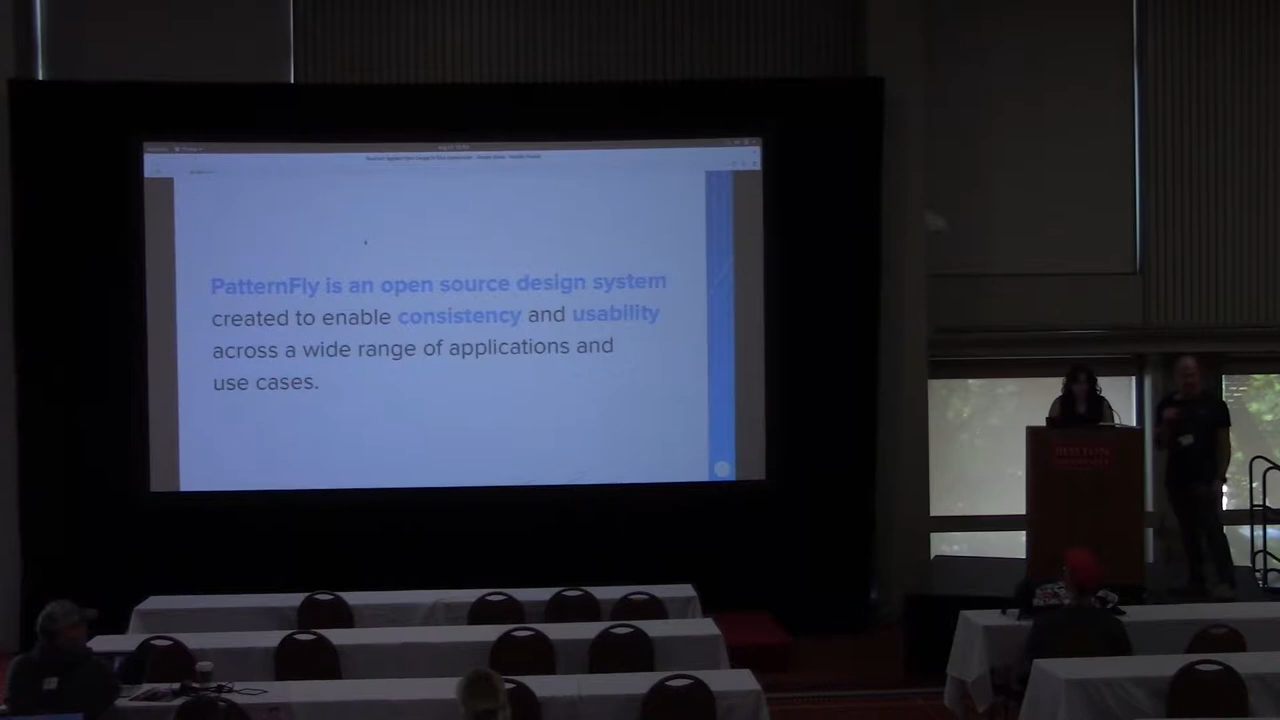 PatternFly is an open source design system
created to enable consistency and usability
across a wide range of applications and
use cases.
BOSTON